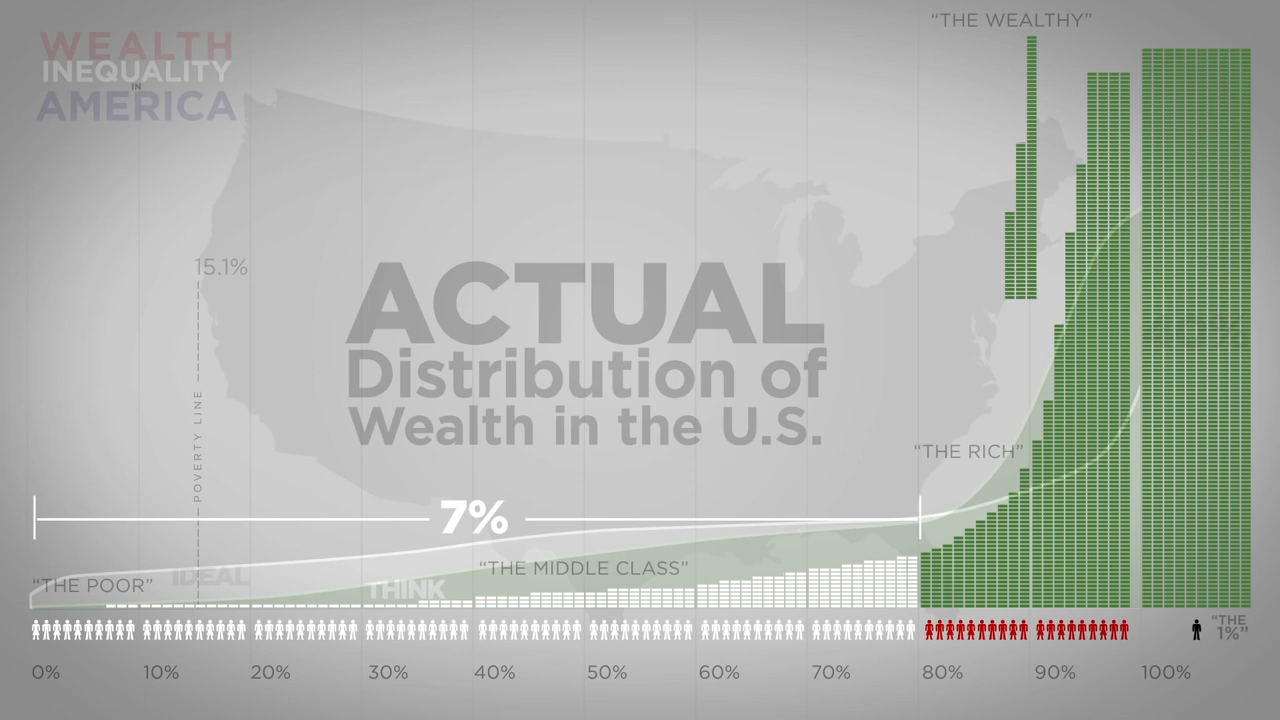 WEALTH
INEQUALITY
IN
AMERICA
“THE WEALTHY”
15.1%
POVERTY LINE
ACTUAL
Distribution of
Wealth in the U.S.
“THE RICH”
7%
“THE POOR”
IDEAL
THINK
“THE MIDDLE CLASS”
“THE
1%”
0% 10% 20% 30% 40% 50% 60% 70% 80% 90% 100%